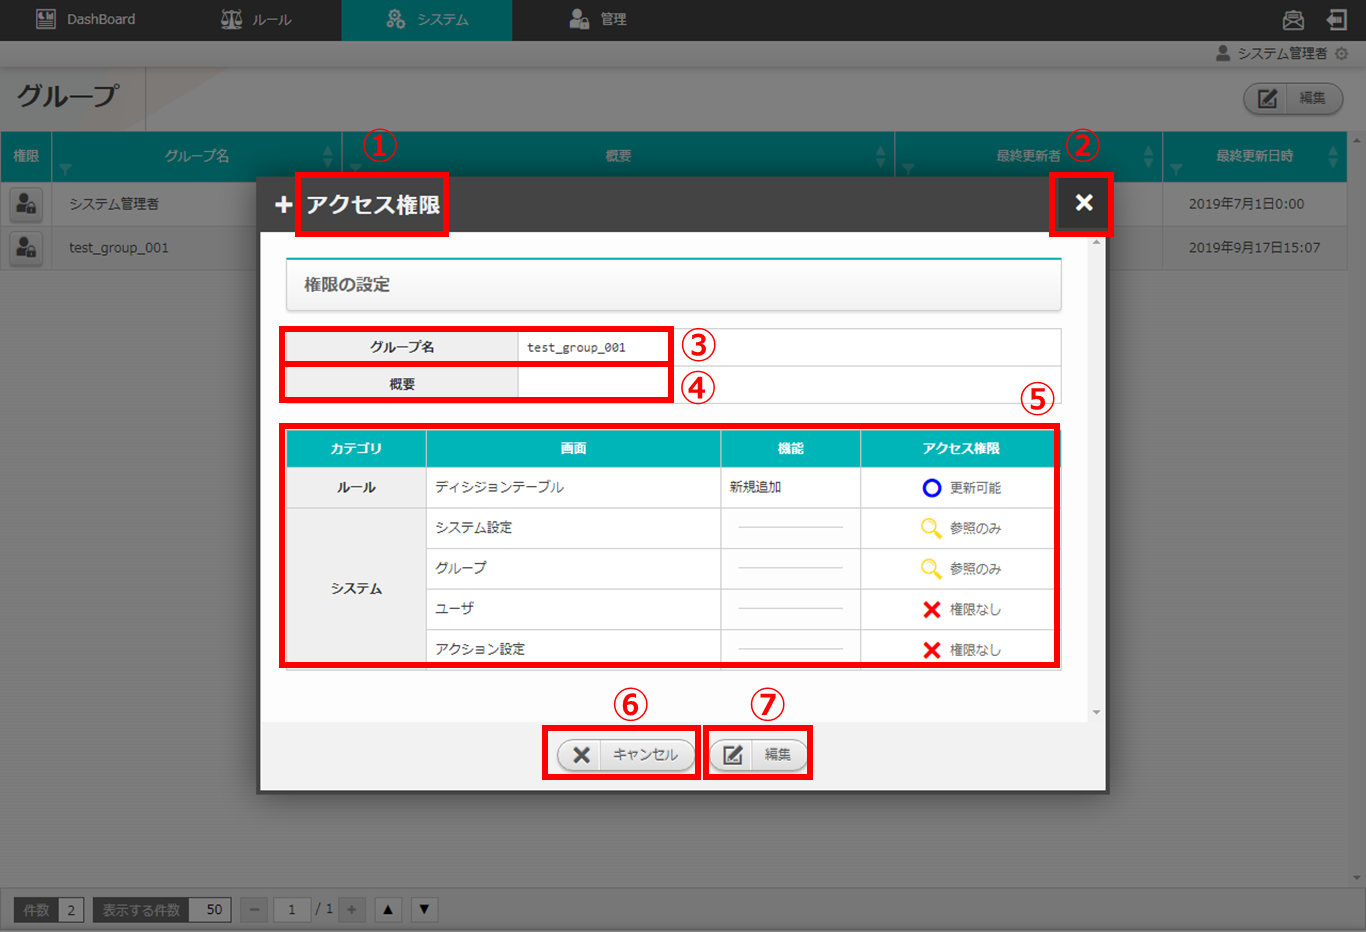 DashBoard ルール システム 管理
システム管理者
グループ
編集
権限 グループ名 ① 概要 最終更新者 ② 最終更新日時
システム管理者 2019年7月1日0:00
test_group_001 2019年9月17日15:07
アクセス権限
権限の設定
グループ名 test_group_001 ③
概要 ④
⑤
カテゴリ 画面 機能 アクセス権限
ルール ディシジョンテーブル 新規追加 更新可能
システム システム設定 参照のみ
グループ 参照のみ
ユーザ 権限なし
アクション設定 権限なし
⑥ ⑦
キャンセル 編集
件数 2 表示する件数 50 − 1 / 1 + ▲ ▼